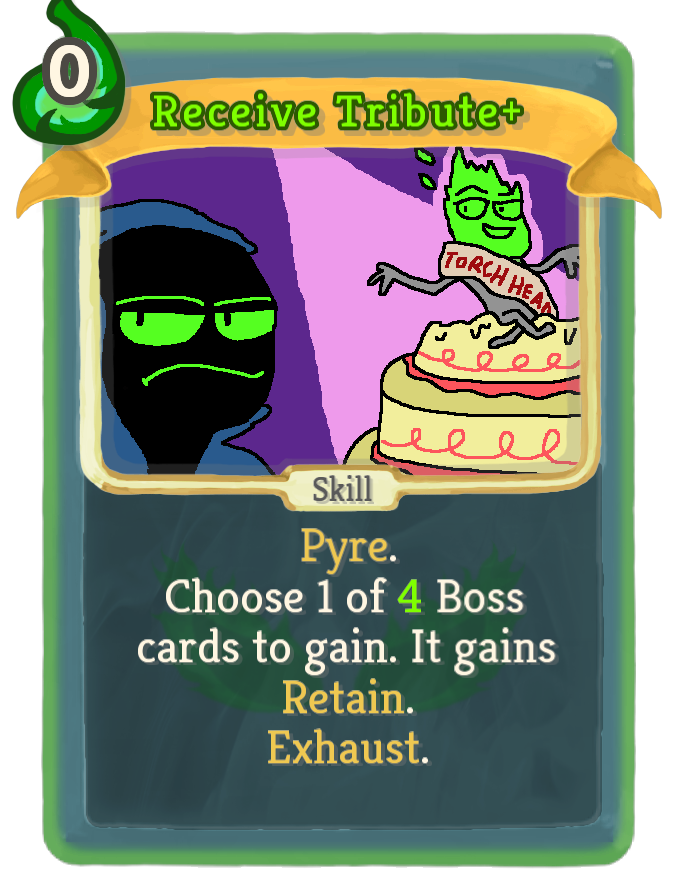 0
Receive Tribute+
TORCH HEAD
Skill
Pyre.
Choose 1 of 4 Boss
cards to gain. It gains
Retain.
Exhaust.